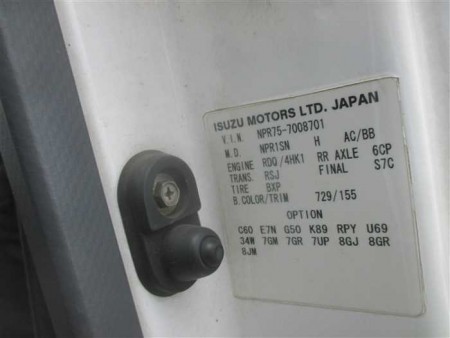 ISUZU MOTORS LTD. JAPAN
V.I.N. NPR75-7008701
M.D. NPR1SN H AC/BB
ENGINE RDQ/4HK1 RR AXLE 6CP
TRANS. RSJ FINAL S7C
TIRE BXP
B.COLOR/TRIM 729/155
OPTION
C60 E7N G50 K89 RPY U69
34W 7GM 7GR 7UP 8GJ 8GR
8JM